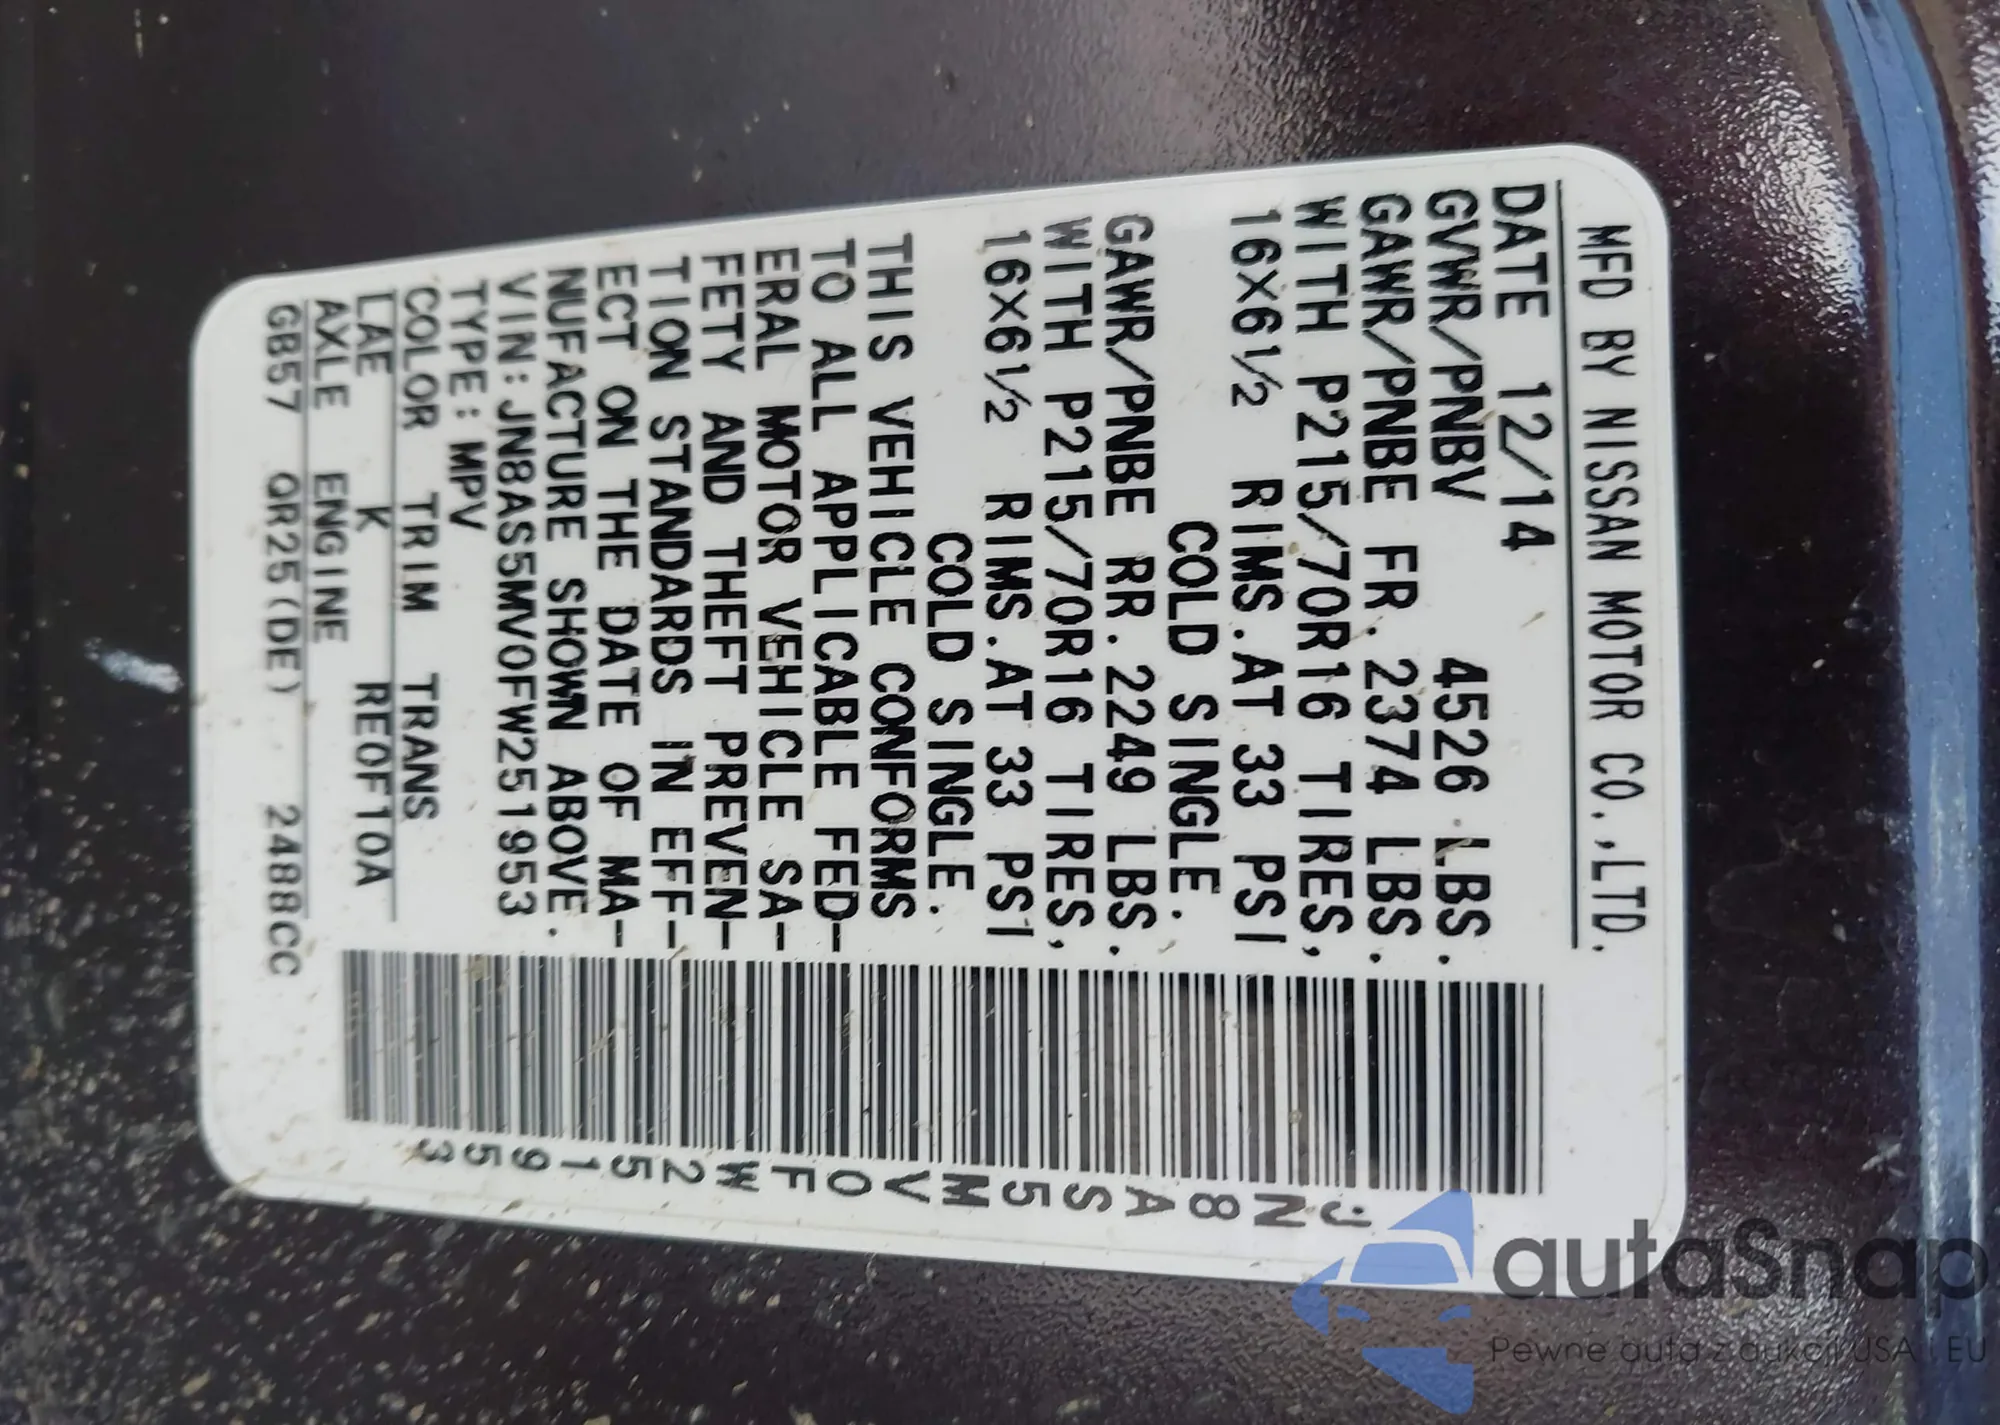 MFD BY NISSAN MOTOR CO.,LTD.
DATE 12/14
GVWR/PNBV 4526 LBS.
GAWR/PNBE FR. 2374 LBS.
WITH P215/70R16 TIRES,
16×6½ RIMS.AT 33 PSI
COLD SINGLE.
GAWR/PNBE RR. 2249 LBS.
WITH P215/70R16 TIRES,
16×6½ RIMS.AT 33 PSI
COLD SINGLE.
THIS VEHICLE CONFORMS
TO ALL APPLICABLE FED-
ERAL MOTOR VEHICLE SA-
FETY AND THEFT PREVEN-
TION STANDARDS IN EFF-
ECT ON THE DATE OF MA-
NUFACTURE SHOWN ABOVE.
VIN:JN8AS5MV0FW251953
TYPE:MPV
COLOR TRIM TRANS
LAE K RE0F10A
AXLE ENGINE
GB57 QR25(DE) 2488CC
JN8AS5MV0FW251953
autaSnap
Pewne auta z aukcji USA i EU